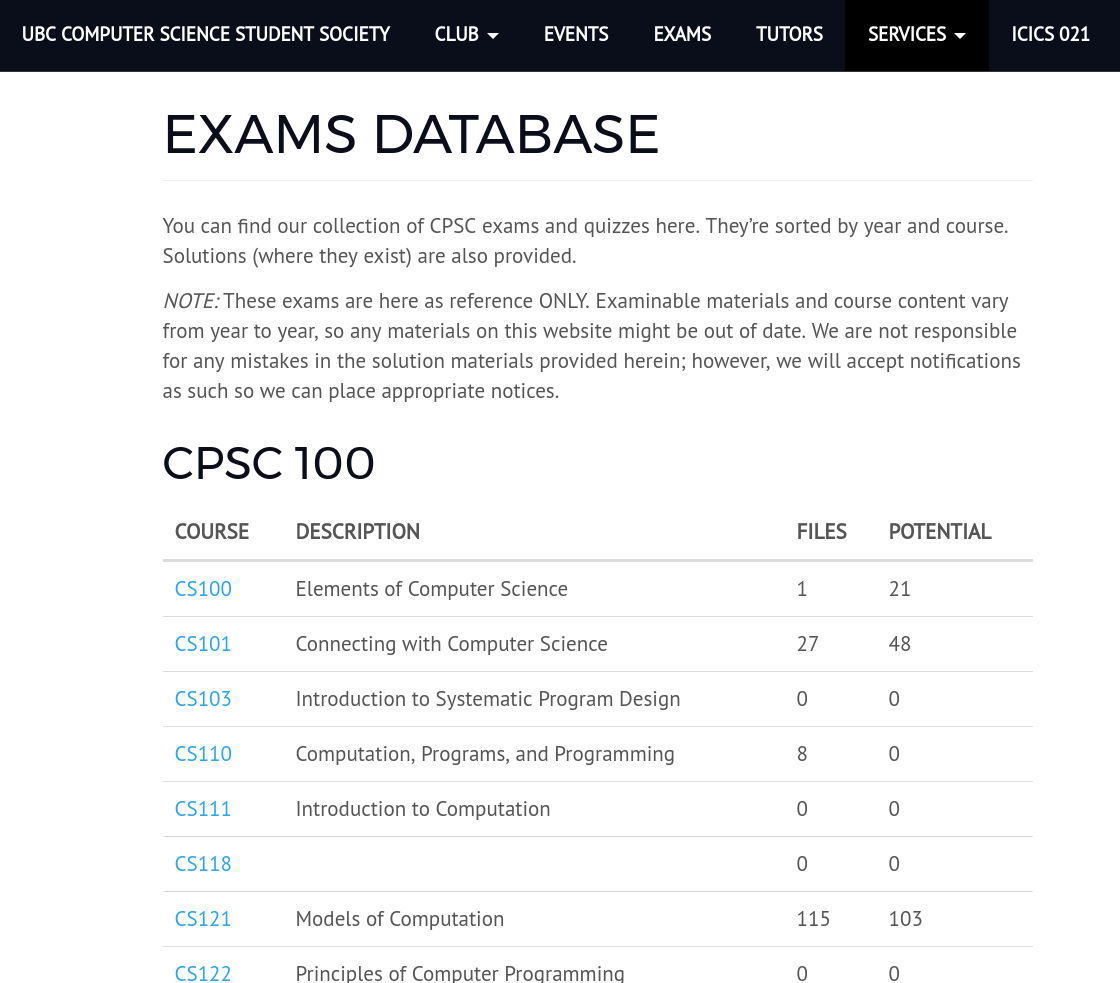 UBC COMPUTER SCIENCE STUDENT SOCIETY CLUB EVENTS EXAMS TUTORS SERVICES ICICS 021
EXAMS DATABASE
You can find our collection of CPSC exams and quizzes here. They’re sorted by year and course.
Solutions (where they exist) are also provided.
NOTE: These exams are here as reference ONLY. Examinable materials and course content vary
from year to year, so any materials on this website might be out of date. We are not responsible
for any mistakes in the solution materials provided herein; however, we will accept notifications
as such so we can place appropriate notices.
CPSC 100
COURSE DESCRIPTION FILES POTENTIAL
CS100 Elements of Computer Science 1 21
CS101 Connecting with Computer Science 27 48
CS103 Introduction to Systematic Program Design 0 0
CS110 Computation, Programs, and Programming 8 0
CS111 Introduction to Computation 0 0
CS118 0 0
CS121 Models of Computation 115 103
CS122 Principles of Computer Programming 0 0